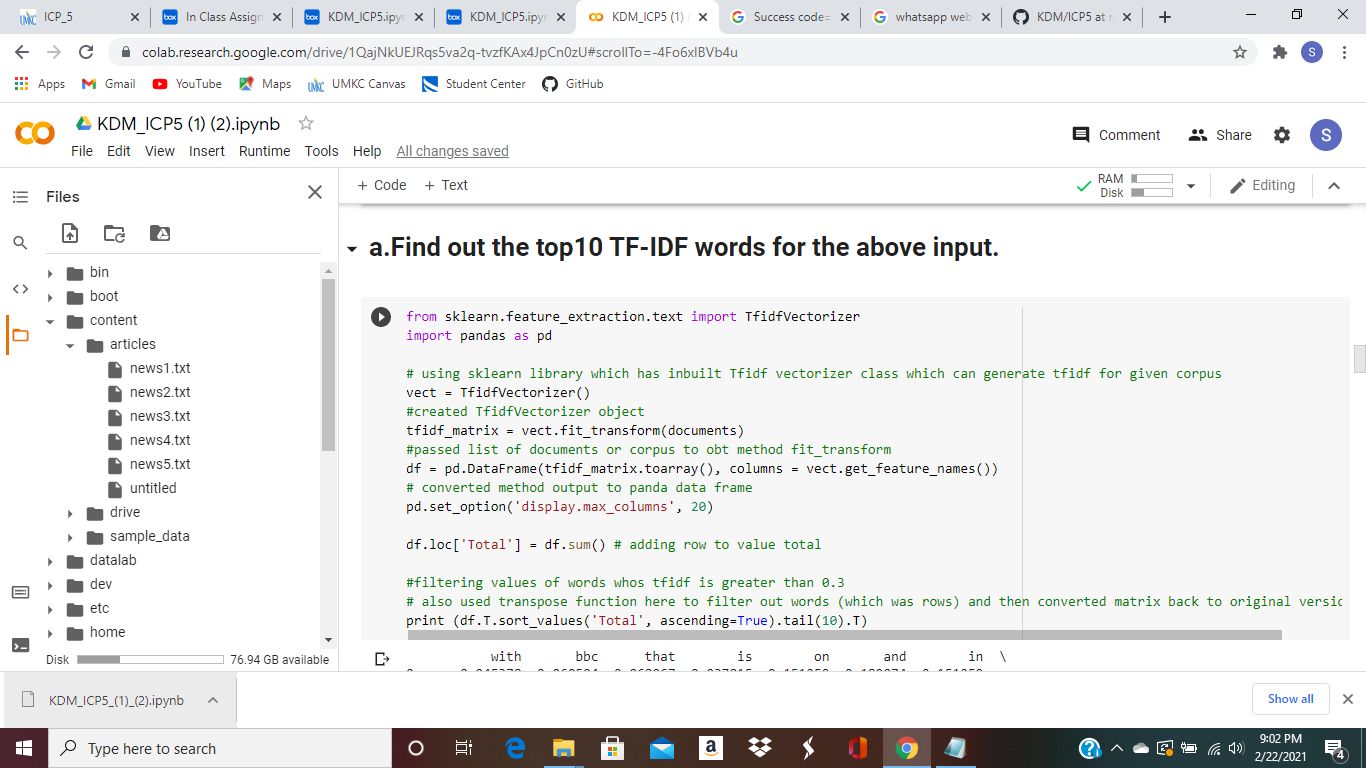 ICP_5
In Class Assign
KDM_ICP5.ipyn
KDM_ICP5.ipyn
KDM_ICP5 (1) (
Success code=
whatsapp web
KDM/ICP5 at
colab.research.google.com/drive/1QajNkUEJRqs5va2q-tvzfKAx4JpCn0zU#scrollTo=-4Fo6xlBVb4u
S
Apps
Gmail
YouTube
Maps
UMKC Canvas
Student Center
GitHub
KDM_ICP5 (1) (2).ipynb
Comment
Share
S
File Edit View Insert Runtime Tools Help All changes saved
Files
+ Code + Text
RAM
Disk
Editing
a.Find out the top10 TF-IDF words for the above input.
bin
boot
content
articles
news1.txt
news2.txt
news3.txt
news4.txt
news5.txt
untitled
drive
sample_data
datalab
dev
etc
home
Disk 76.94 GB available
from sklearn.feature_extraction.text import TfidfVectorizer
import pandas as pd
# using sklearn library which has inbuilt Tfidf vectorizer class which can generate tfidf for given corpus
vect = TfidfVectorizer()
#created TfidfVectorizer object
tfidf_matrix = vect.fit_transform(documents)
#passed list of documents or corpus to obt method fit_transform
df = pd.DataFrame(tfidf_matrix.toarray(), columns = vect.get_feature_names())
# converted method output to panda data frame
pd.set_option('display.max_columns', 20)
df.loc['Total'] = df.sum() # adding row to value total
#filtering values of words whos tfidf is greater than 0.3
# also used transpose function here to filter out words (which was rows) and then converted matrix back to original versic
print (df.T.sort_values('Total', ascending=True).tail(10).T)
with bbc that is on and in \
KDM_ICP5_(1)_(2).ipynb
Show all
Type here to search
9:02 PM
2/22/2021
4